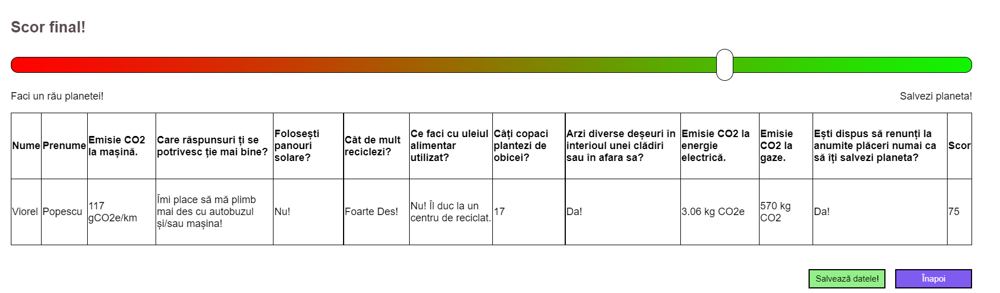 Scor final!
Faci un rău planetei!
Salvezi planeta!
Nume
Prenume
Emisie CO2
la mașină.
Care răspunsuri ți se
potrivesc ție mai bine?
Folosești
panouri
solare?
Cât de mult
reciclezi?
Ce faci cu uleiul
alimentar
utilizat?
Câți copaci
plantezi de
obicei?
Arzi diverse deșeuri în
interioul unei clădiri
sau în afara sa?
Emisie CO2 la
energie
electrică.
Emisie
CO2 la
gaze.
Ești dispus să renunți la
anumite plăceri numai ca
să îți salvezi planeta?
Scor
Viorel
Popescu
117
gCO2e/km
Îmi place să mă plimb
mai des cu autobuzul
și/sau mașina!
Nu!
Foarte Des!
Nu! Îl duc la un
centru de reciclat.
17
Da!
3.06 kg CO2e
570 kg
CO2
Da!
75
Salvează datele!
Înapoi